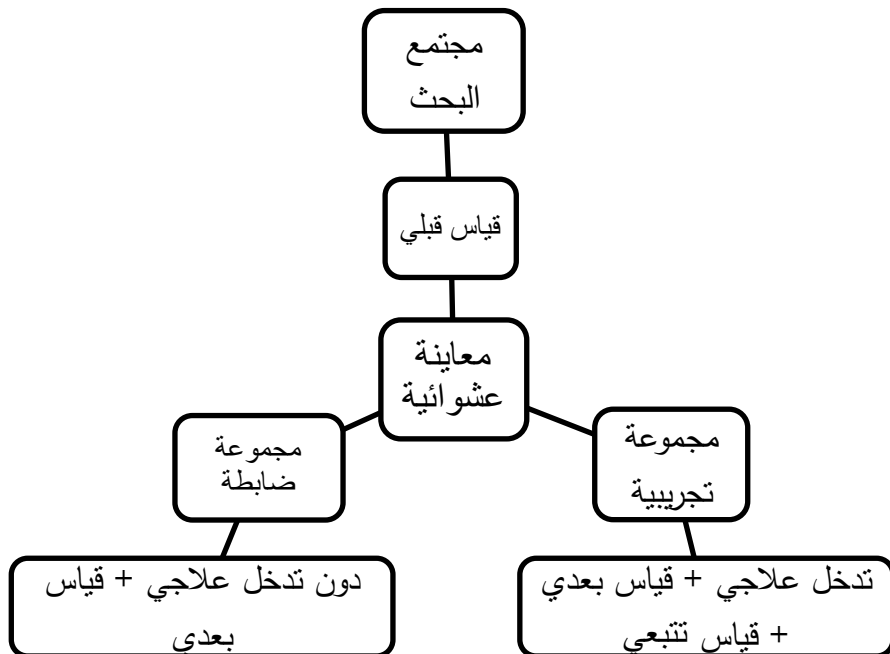 مجتمع
البحث
قياس قبلي
معاينة
عشوائية
مجموعة
تجريبية
مجموعة
ضابطة
تدخل علاجي + قياس بعدي
+ قياس تتبعي
دون تدخل علاجي + قياس
بعدي